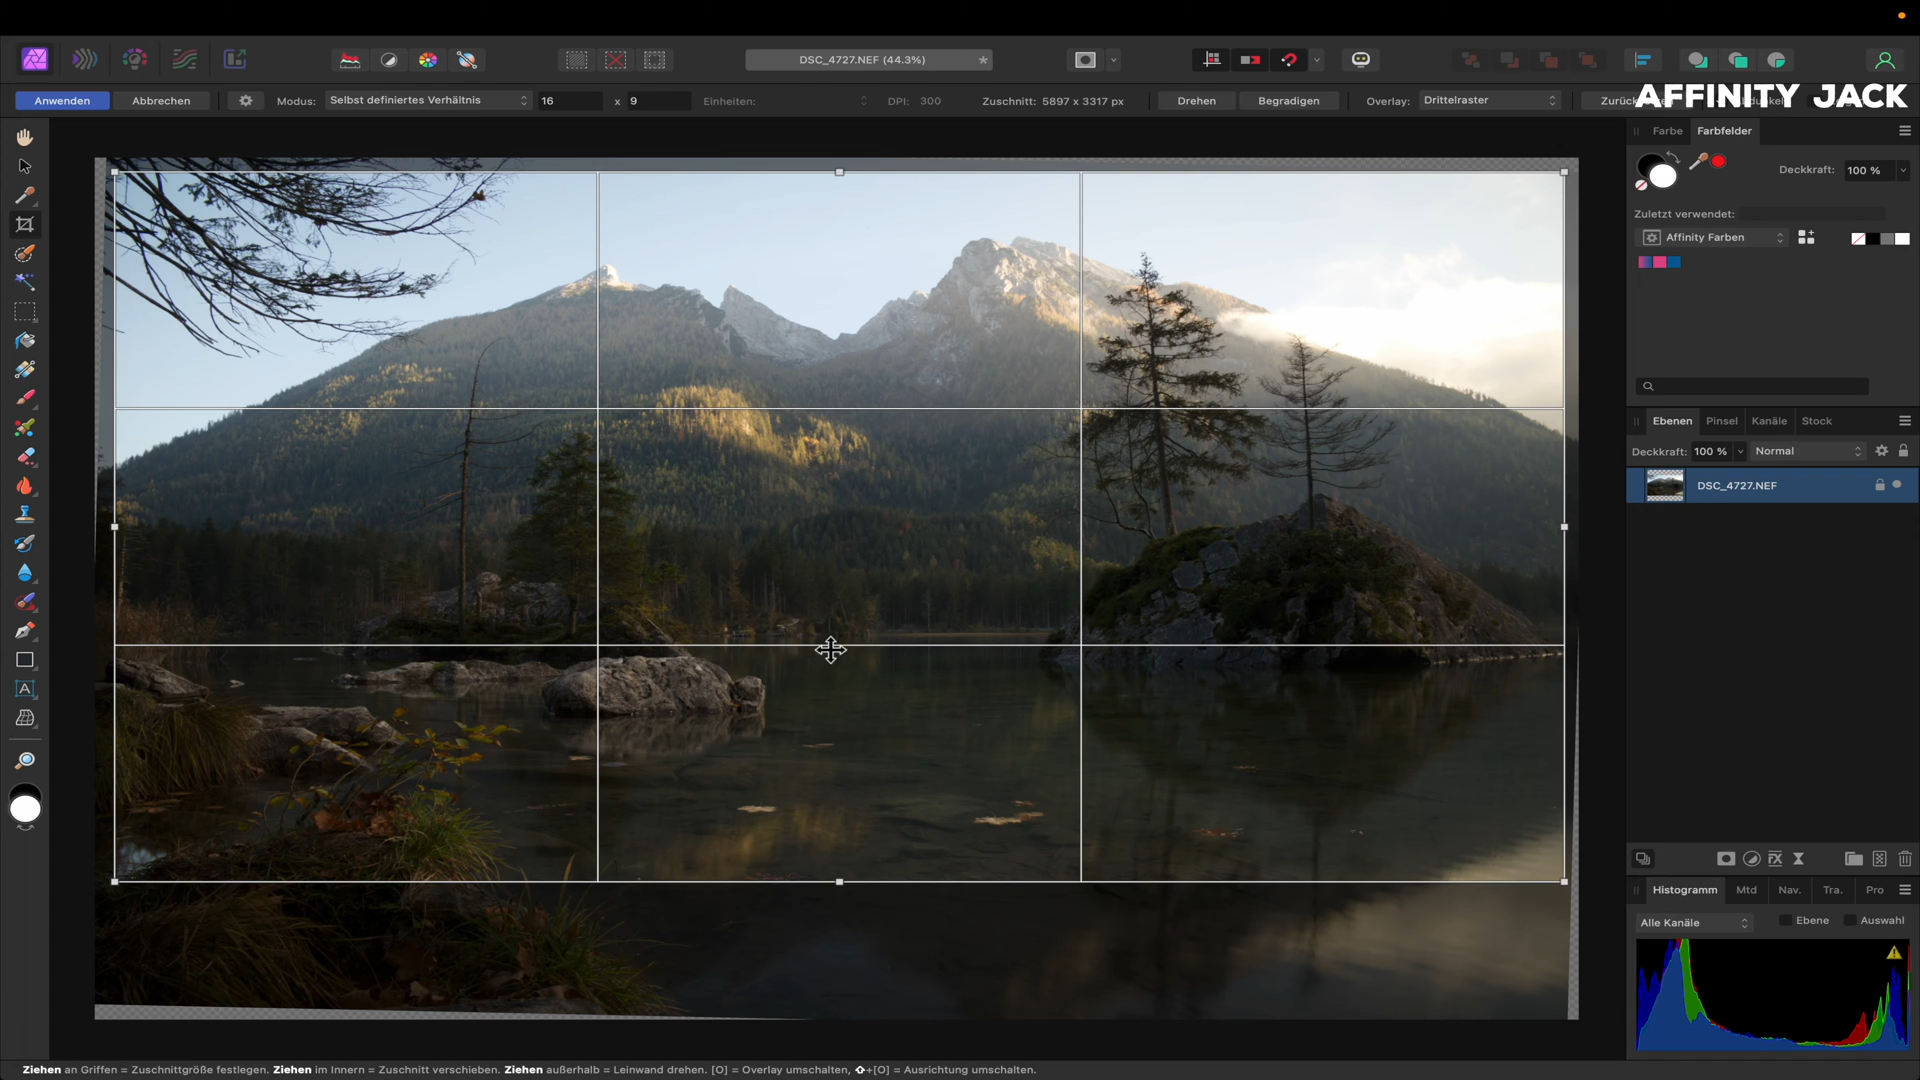 DSC_4727.NEF (44.3%)
Anwenden
Abbrechen
Modus:
Selbst definiertes Verhältnis
16
x
9
Einheiten:
DPI:
300
Zuschnitt: 5897 x 3317 px
Drehen
Begradigen
Overlay:
Drittelraster
AFFINITY JACK
Farbe
Farbfelder
Deckkraft:
100 %
Zuletzt verwendet:
Affinity Farben
Ebenen
Pinsel
Kanäle
Stock
Deckkraft:
100 %
Normal
DSC_4727.NEF
Histogramm
Mtd
Nav.
Tra.
Pro
Alle Kanäle
Ebene
Auswahl
Ziehen an Griffen = Zuschnittgröße festlegen. Ziehen im Innern = Zuschnitt verschieben. Ziehen außerhalb = Leinwand drehen. [O] = Overlay umschalten, ⇧+[O] = Ausrichtung umschalten.